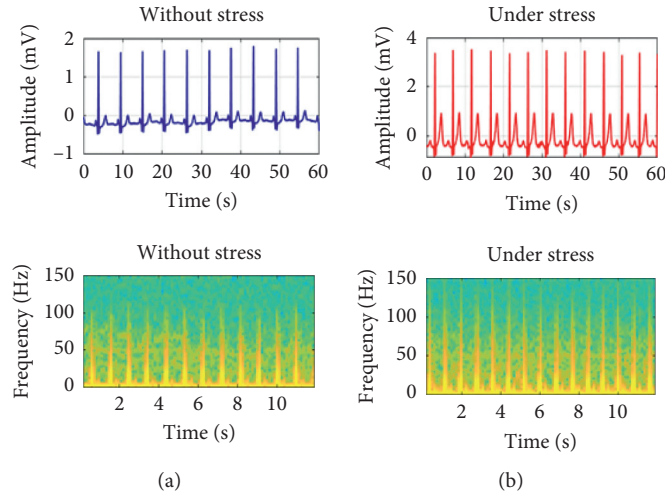 Without stress
Amplitude (mV)
2
1
0
−1
0 10 20 30 40 50 60
Time (s)
Under stress
Amplitude (mV)
4
2
0
0 10 20 30 40 50 60
Time (s)
Without stress
Frequency (Hz)
150
100
50
0
2 4 6 8 10
Time (s)
(a)
Under stress
Frequency (Hz)
150
100
50
0
2 4 6 8 10
Time (s)
(b)